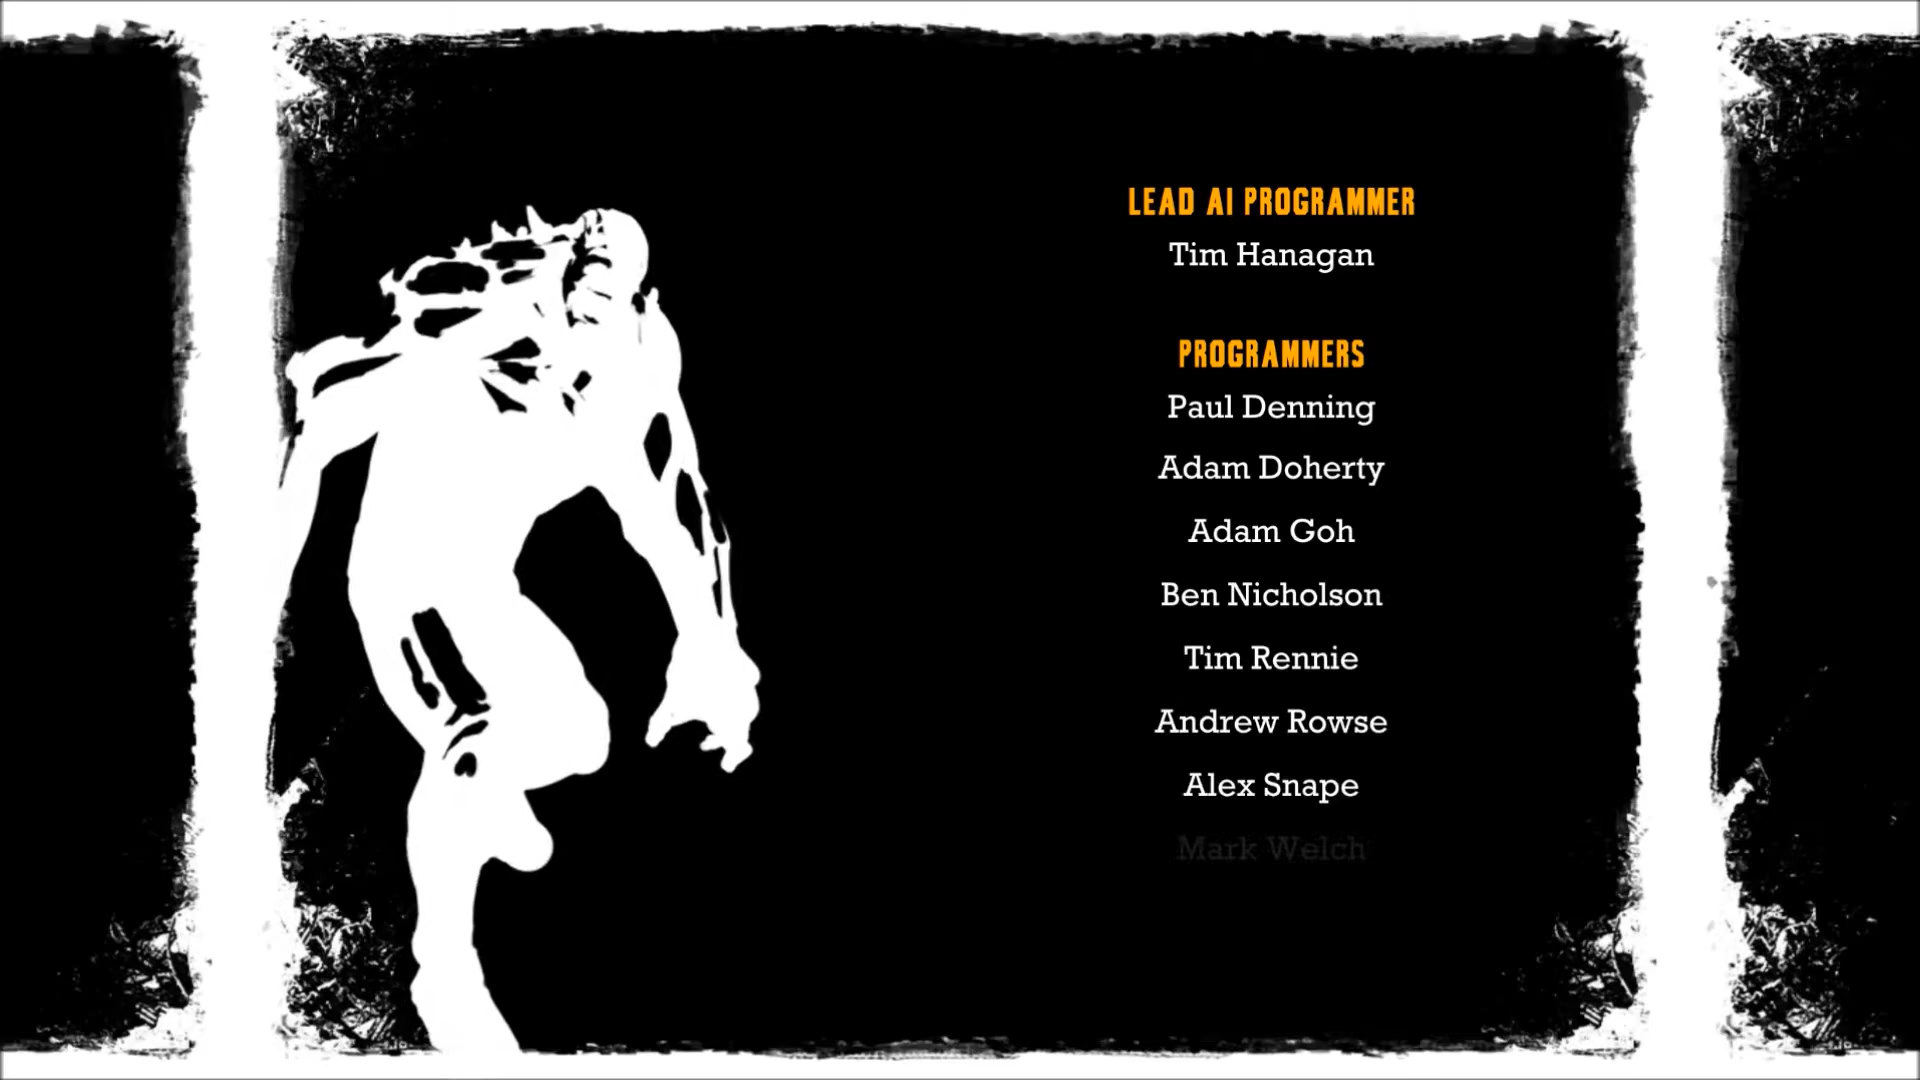 LEAD AI PROGRAMMER
Tim Hanagan
PROGRAMMERS
Paul Denning
Adam Doherty
Adam Goh
Ben Nicholson
Tim Rennie
Andrew Rowse
Alex Snape
Mark Welch